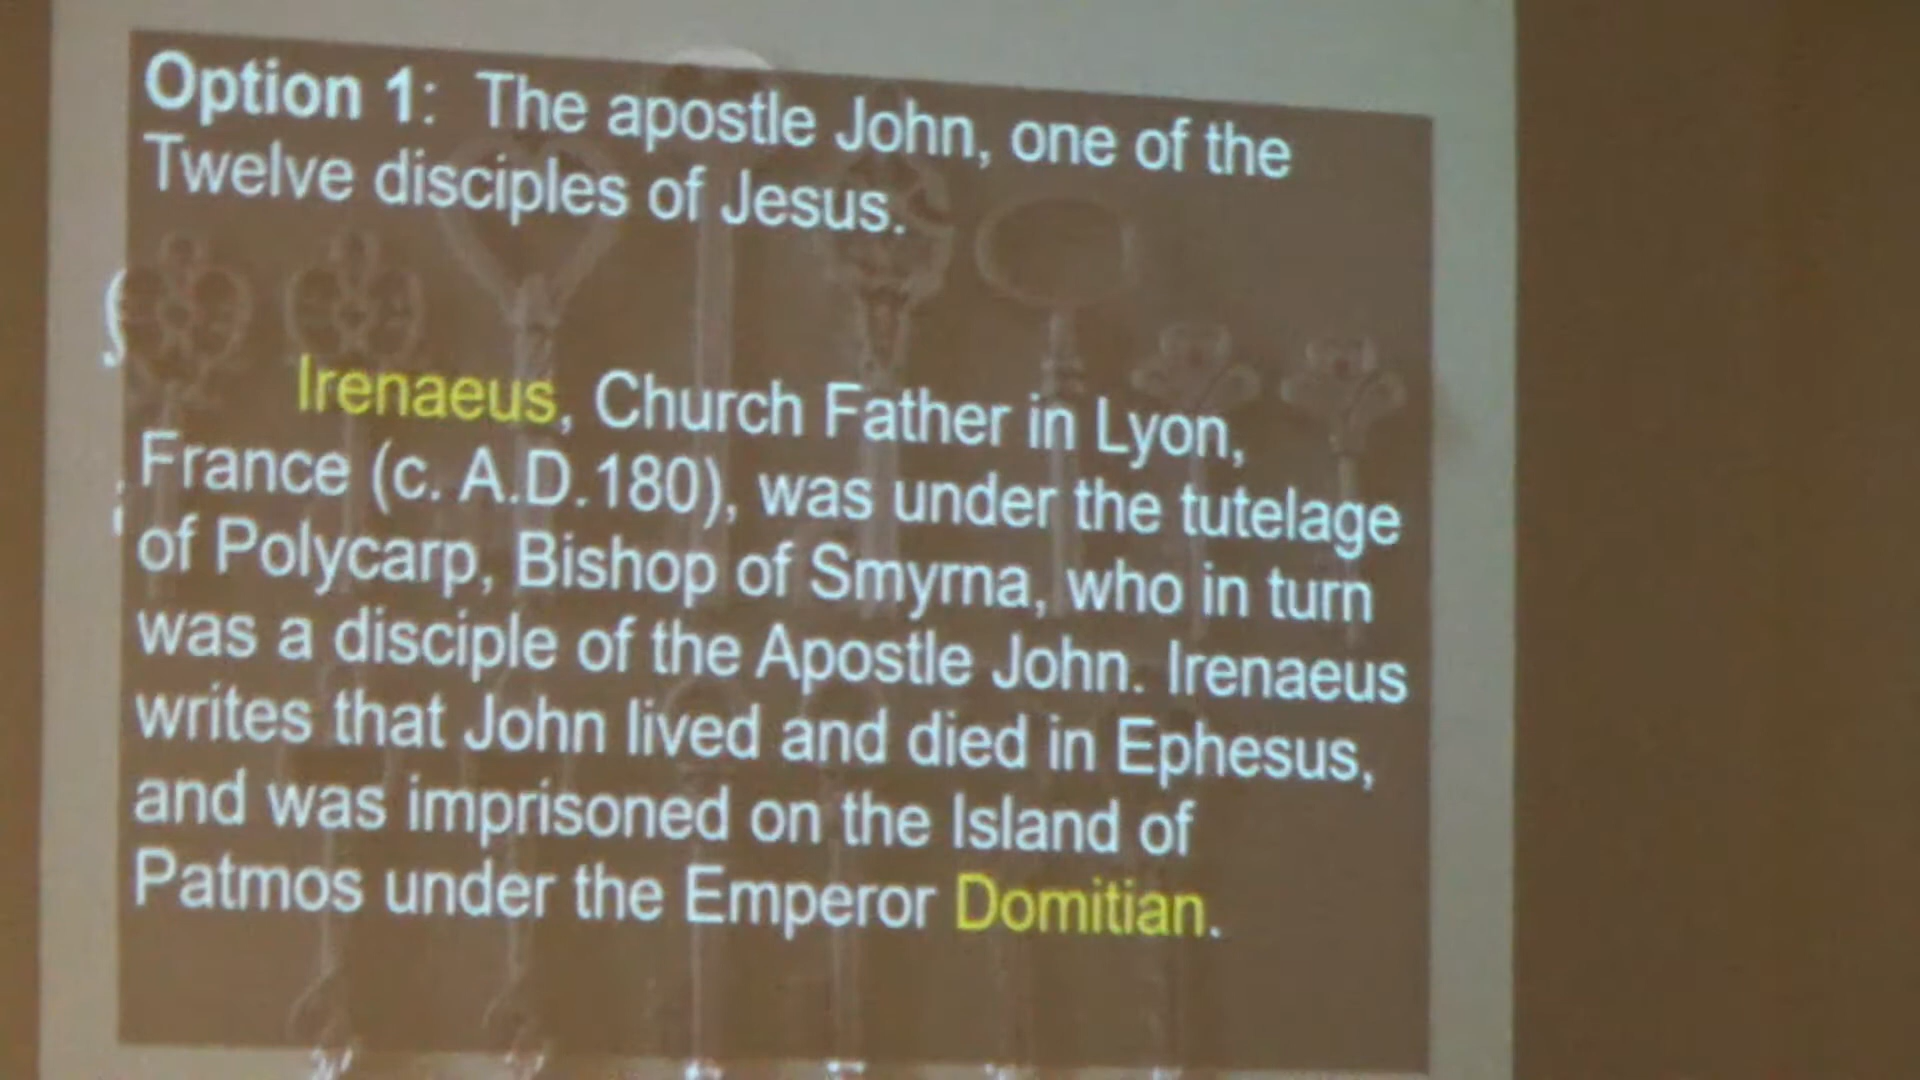 Option 1:  The apostle John, one of the
Twelve disciples of Jesus.
Irenaeus, Church Father in Lyon,
France (c. A.D.180), was under the tutelage
of Polycarp, Bishop of Smyrna, who in turn
was a disciple of the Apostle John. Irenaeus
writes that John lived and died in Ephesus,
and was imprisoned on the Island of
Patmos under the Emperor Domitian.